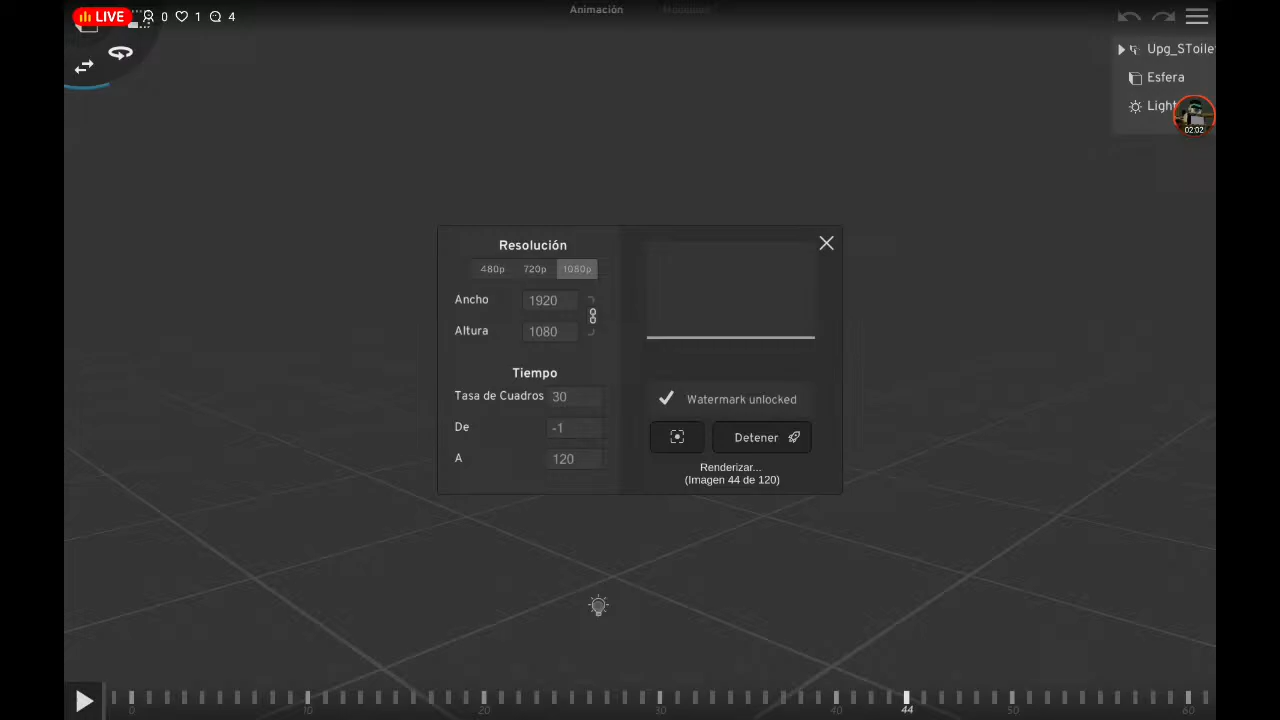 LIVE 0 1 4
Animación
Modelado
Upg_SToile
Esfera
Light
02:02
Resolución
480p 720p 1080p
Ancho 1920
Altura 1080
Tiempo
Tasa de Cuadros 30
De -1
A 120
Watermark unlocked
Detener
Renderizar...
(Imagen 44 de 120)
0 10 20 30 40 44 50 60